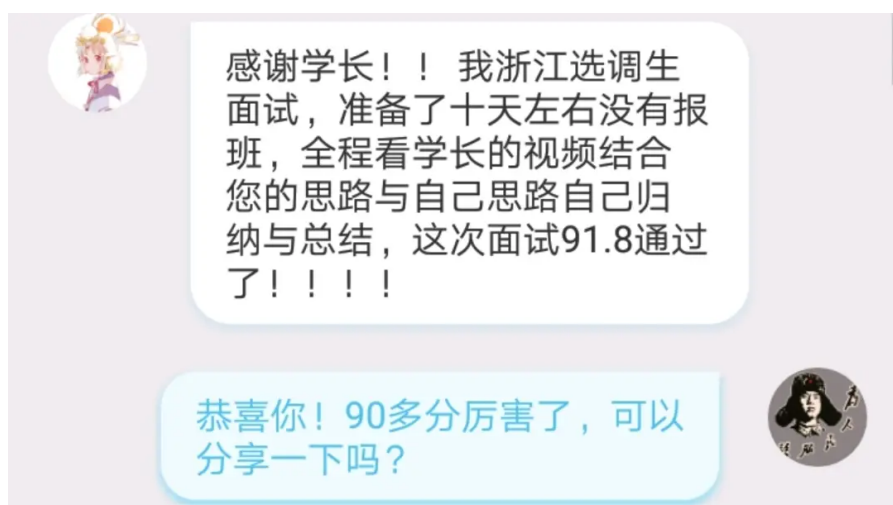 感谢学长！！ 我浙江选调生
面试，准备了十天左右没有报
班，全程看学长的视频结合
您的思路与自己思路自己归
纳与总结，这次面试91.8通过
了！！！！
恭喜你！90多分厉害了，可以
分享一下吗？